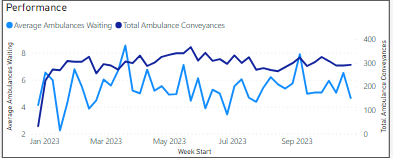 Performance
Average Ambulances Waiting Total Ambulance Conveyances
Average Ambulances Waiting
8
6
4
2
Total Ambulance Conveyances
400
300
200
100
0
Jan 2023 Mar 2023 May 2023 Jul 2023 Sep 2023
Week Start